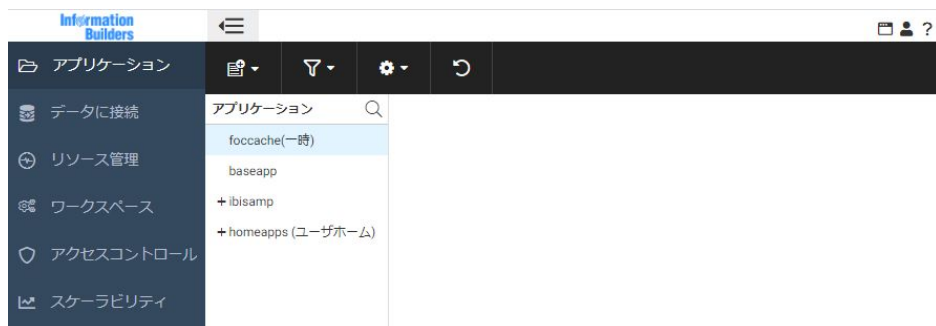 Information
Builders
?
アプリケーション
データに接続
リソース管理
ワークスペース
アクセスコントロール
スケーラビリティ
アプリケーション
foccache(一時)
baseapp
+ ibisamp
+ homeapps (ユーザホーム)